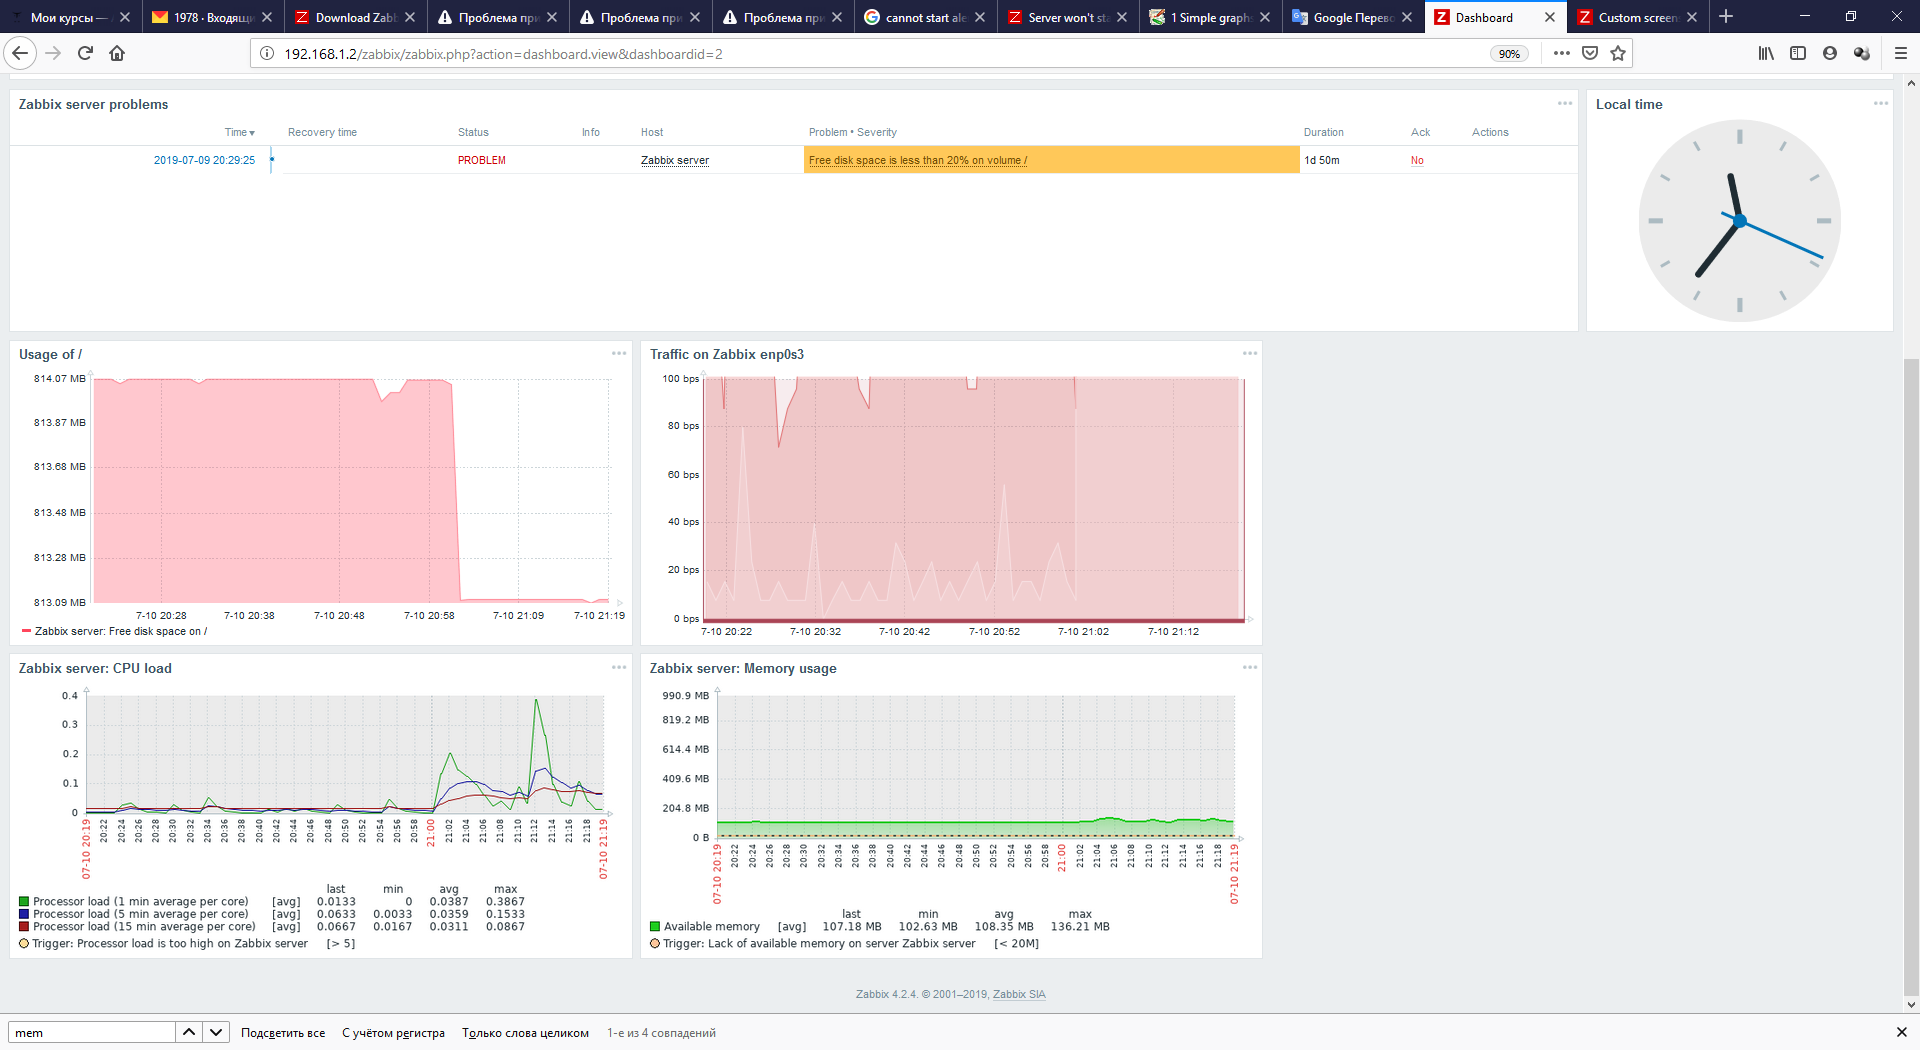 Мои курсы —
1978 · Входящи
Download Zabb
Проблема при
Проблема при
Проблема при
cannot start ale
Server won't sta
1 Simple graphs
Google Перево
Dashboard
Custom screens
192.168.1.2/zabbix/zabbix.php?action=dashboard.view&dashboardid=2
90%
Zabbix server problems
Time Recovery time Status Info Host Problem • Severity Duration Ack Actions
2019-07-09 20:29:25 PROBLEM Zabbix server Free disk space is less than 20% on volume / 1d 50m No
Local time
Usage of /
814.07 MB
813.87 MB
813.68 MB
813.48 MB
813.28 MB
813.09 MB
7-10 20:28 7-10 20:38 7-10 20:48 7-10 20:58 7-10 21:09 7-10 21:19
Zabbix server: Free disk space on /
Traffic on Zabbix enp0s3
100 bps
80 bps
60 bps
40 bps
20 bps
0 bps
7-10 20:22 7-10 20:32 7-10 20:42 7-10 20:52 7-10 21:02 7-10 21:12
Zabbix server: CPU load
0.4
0.3
0.2
0.1
0
07-10 20:19 20:22 20:24 20:26 20:28 20:30 20:32 20:34 20:36 20:38 20:40 20:42 20:44 20:46 20:48 20:50 20:52 20:54 20:56 20:58 21:00 21:02 21:04 21:06 21:08 21:10 21:12 21:14 21:16 21:18 07-10 21:19
last min avg max
Processor load (1 min average per core) [avg] 0.0133 0 0.0387 0.3867
Processor load (5 min average per core) [avg] 0.0633 0.0033 0.0359 0.1533
Processor load (15 min average per core) [avg] 0.0667 0.0167 0.0311 0.0867
Trigger: Processor load is too high on Zabbix server [> 5]
Zabbix server: Memory usage
990.9 MB
819.2 MB
614.4 MB
409.6 MB
204.8 MB
0 B
07-10 20:19 20:22 20:24 20:26 20:28 20:30 20:32 20:34 20:36 20:38 20:40 20:42 20:44 20:46 20:48 20:50 20:52 20:54 20:56 20:58 21:00 21:02 21:04 21:06 21:08 21:10 21:12 21:14 21:16 21:18 07-10 21:19
last min avg max
Available memory [avg] 107.18 MB 102.63 MB 108.35 MB 136.21 MB
Trigger: Lack of available memory on server Zabbix server [< 20M]
Zabbix 4.2.4. © 2001–2019, Zabbix SIA
mem Подсветить все С учётом регистра Только слова целиком 1-е из 4 совпадений